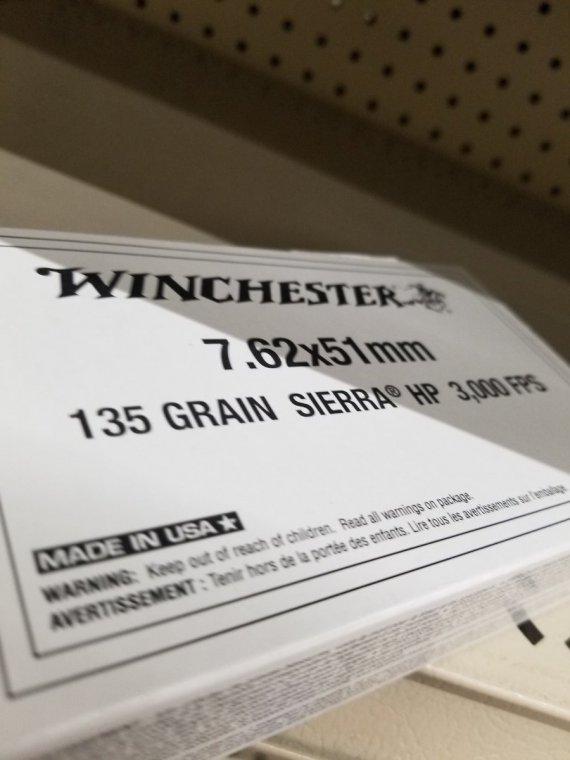 WINCHESTER
7.62x51mm
135 GRAIN SIERRA® HP 3,000 FPS
MADE IN USA★
WARNING: Keep out of reach of children. Read all warnings on package.
AVERTISSEMENT : Tenir hors de la portée des enfants. Lire tous les avertissements sur l'emballage.